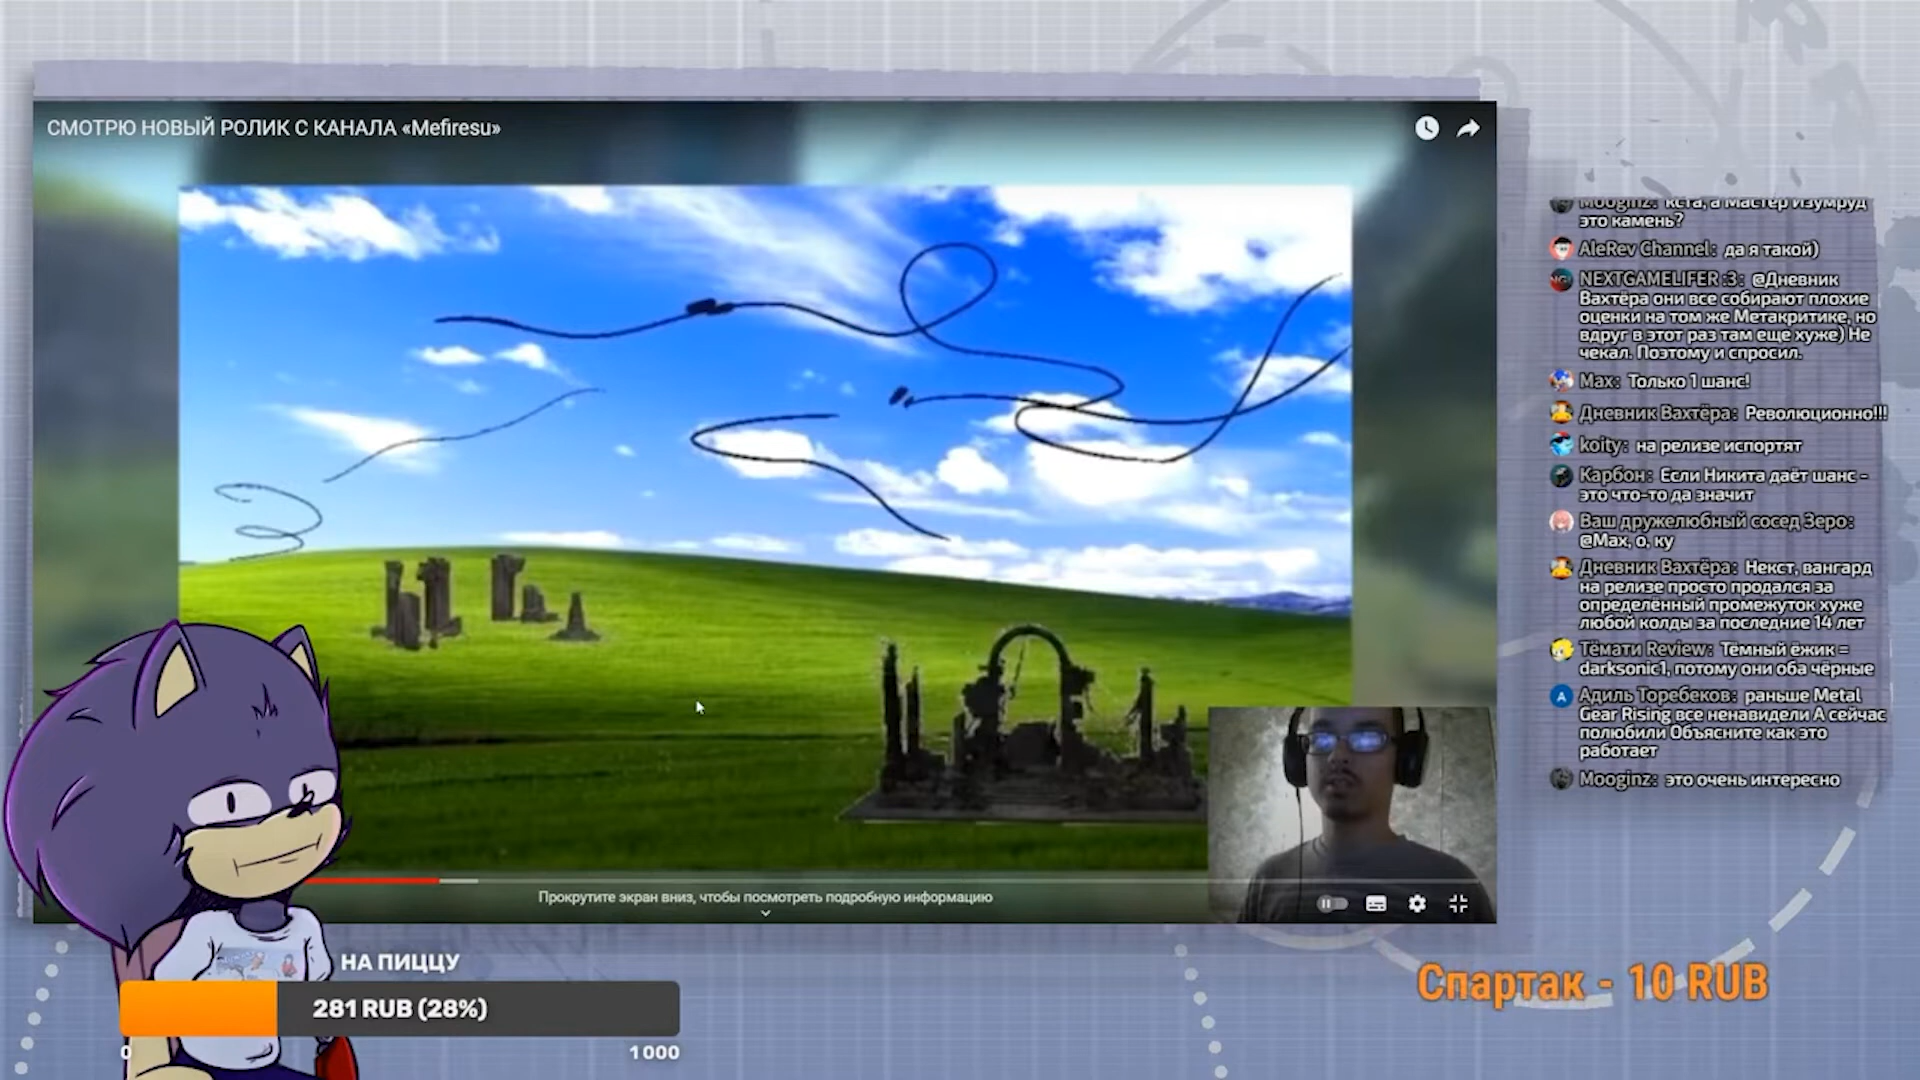 СМОТРЮ НОВЫЙ РОЛИК С КАНАЛА «Mefiresu»
Mooginz: кста, а Мастер Изумруд
это камень?
AleRev Channel: да я такой)
NEXTGAMELIFER :3: @Дневник
Вахтёра они все собирают плохие
оценки на том же Метакритике, но
вдруг в этот раз там еще хуже) Не
чекал. Поэтому и спросил.
Max: Только 1 шанс!
Дневник Вахтёра: Революционно!!!
koity: на релизе испортят
Карбон: Если Никита даёт шанс -
это что-то да значит
Ваш дружелюбный сосед Зеро:
@Max, о, ку
Дневник Вахтёра: Некст, вангард
на релизе просто продался за
определённый промежуток хуже
любой колды за последние 14 лет
Тёмати Review: Тёмный ёжик =
darksonic1, потому они оба чёрные
А
Адиль Торебеков: раньше Metal
Gear Rising все ненавидели А сейчас
полюбили Объясните как это
работает
Mooginz: это очень интересно
Прокрутите экран вниз, чтобы посмотреть подробную информацию
НА ПИЦЦУ
281 RUB (28%)
0
1000
Спартак - 10 RUB